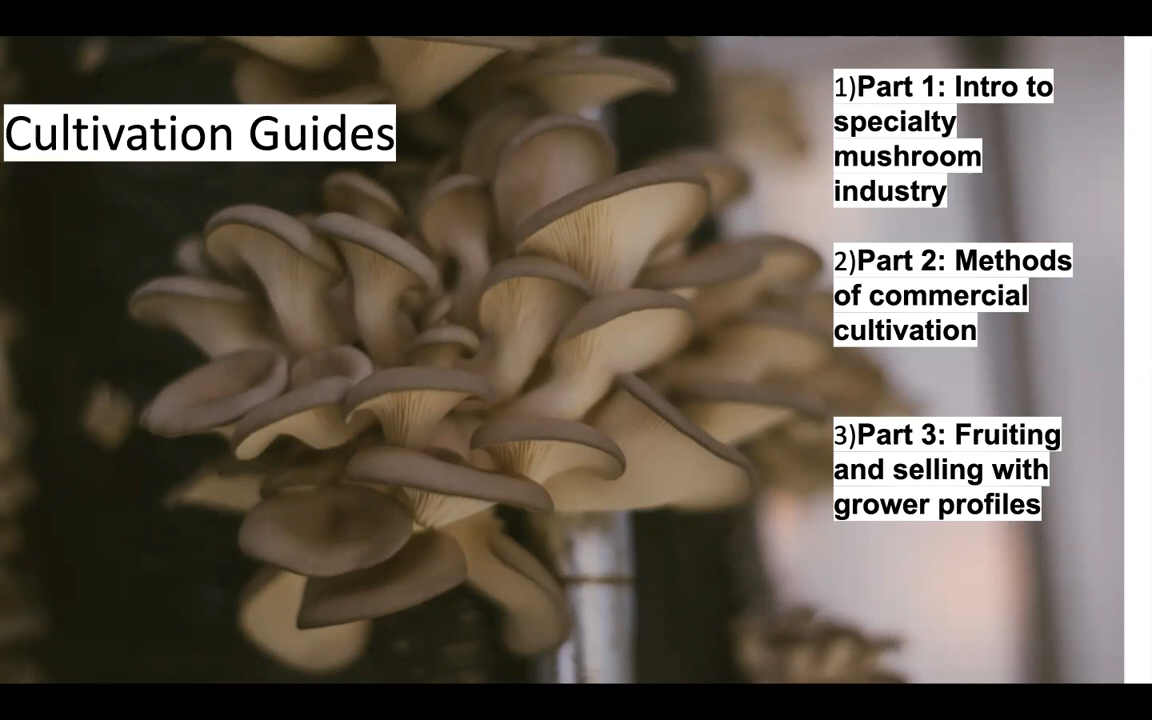 Cultivation Guides
1)Part 1: Intro to
specialty
mushroom
industry
2)Part 2: Methods
of commercial
cultivation
3)Part 3: Fruiting
and selling with
grower profiles